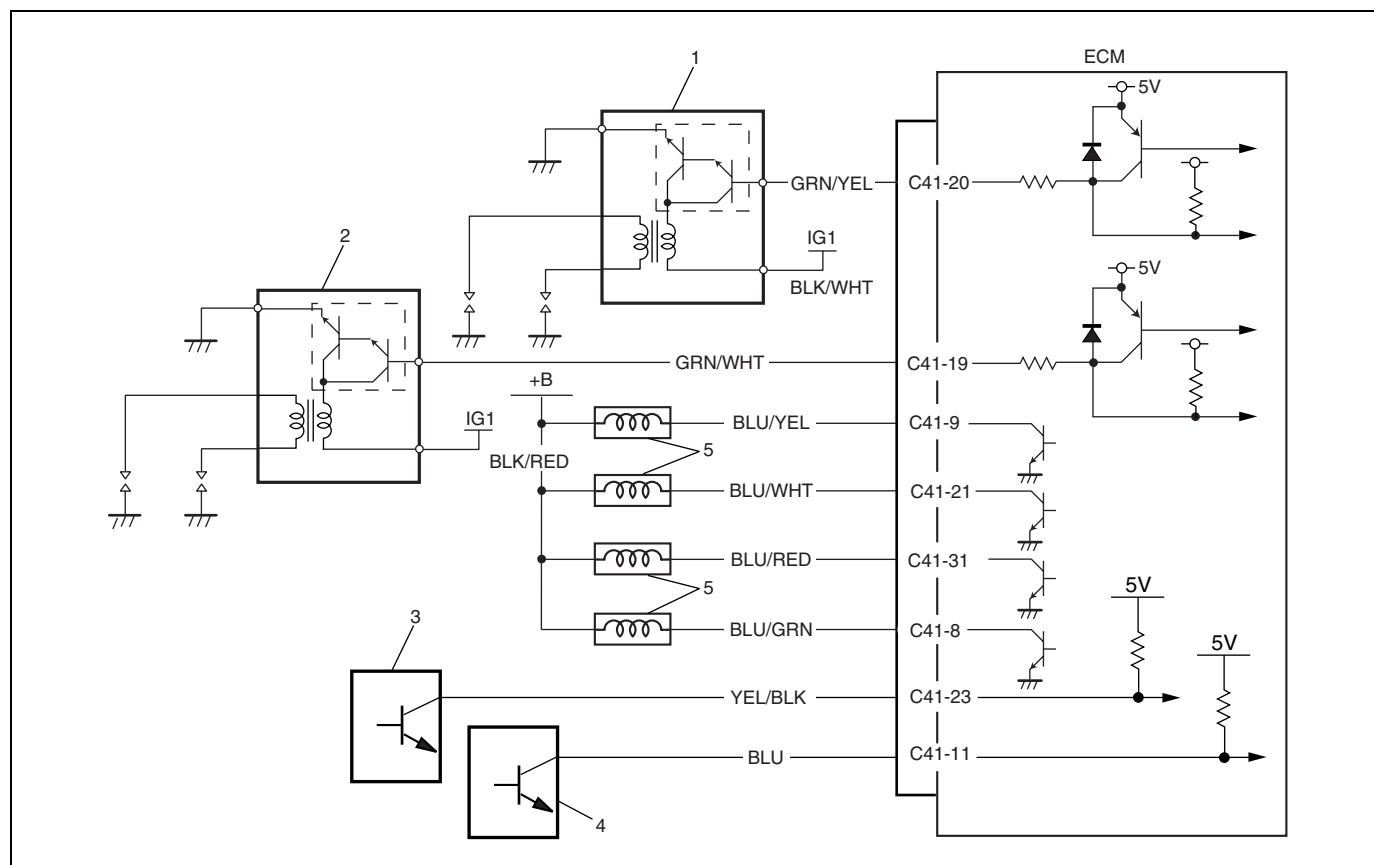 ECM
1
5V
GRN/YEL
C41-20
2
IG1
BLK/WHT
5V
GRN/WHT
C41-19
+B
IG1
BLU/YEL
C41-9
BLK/RED
5
BLU/WHT
C41-21
BLU/RED
C41-31
5
5V
BLU/GRN
C41-8
3
5V
YEL/BLK
C41-23
BLU
C41-11
4